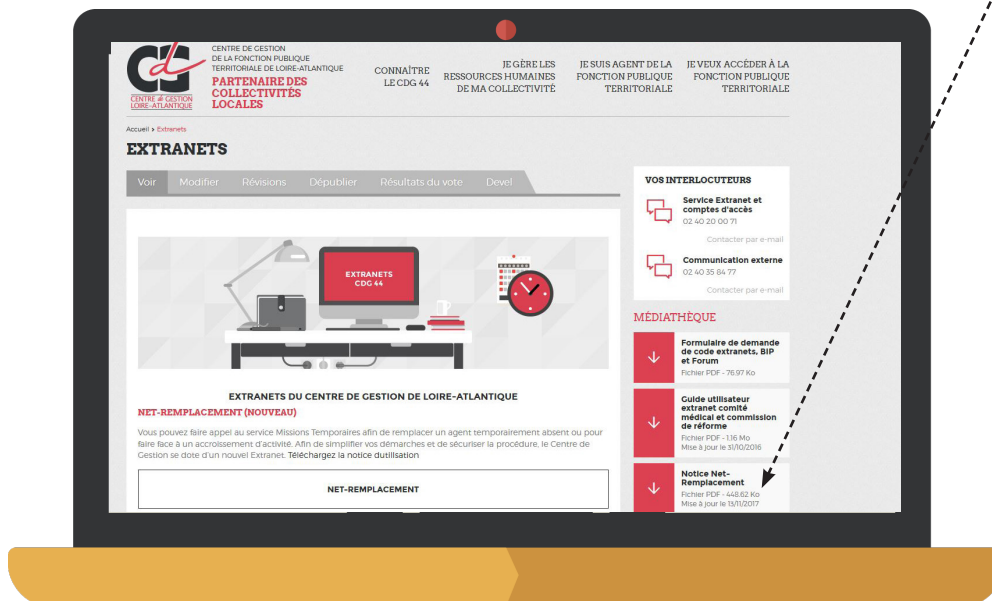 CENTRE DE GESTION
DE LA FONCTION PUBLIQUE
TERRITORIALE DE LOIRE-ATLANTIQUE
PARTENAIRE DES
COLLECTIVITÉS
LOCALES
cdg
CENTRE de GESTION
LOIRE-ATLANTIQUE
CONNAÎTRE
LE CDG 44
JE GÈRE LES
RESSOURCES HUMAINES
DE MA COLLECTIVITÉ
JE SUIS AGENT DE LA
FONCTION PUBLIQUE
TERRITORIALE
JE VEUX ACCÉDER À LA
FONCTION PUBLIQUE
TERRITORIALE
Accueil › Extranets
EXTRANETS
Voir Modifier Révisions Dépublier Résultats du vote Devel
EXTRANETS
CDG 44
EXTRANETS DU CENTRE DE GESTION DE LOIRE-ATLANTIQUE
NET-REMPLACEMENT (NOUVEAU)
Vous pouvez faire appel au service Missions Temporaires afin de remplacer un agent temporairement absent ou pour
faire face à un accroissement d'activité. Afin de simplifier vos démarches et de sécuriser la procédure, le Centre de
Gestion se dote d'un nouvel Extranet. Téléchargez la notice dutilisation
NET-REMPLACEMENT
VOS INTERLOCUTEURS
Service Extranet et
comptes d'accès
02 40 20 00 71
Contacter par e-mail
Communication externe
02 40 35 84 77
Contacter par e-mail
MÉDIATHÈQUE
Formulaire de demande
de code extranets, BIP
et Forum
Fichier PDF - 76.97 Ko
Guide utilisateur
extranet comité
médical et commission
de réforme
Fichier PDF - 1.16 Mo
Mise à jour le 31/10/2016
Notice Net-
Remplacement
Fichier PDF - 448.62 Ko
Mise à jour le 13/11/2017